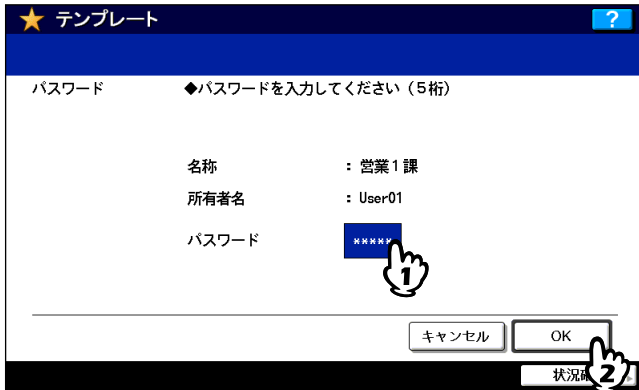 テンプレート ?
パスワード ◆パスワードを入力してください(5桁)
名称 : 営業1課
所有者名 : User01
パスワード *****
1
キャンセル OK
状況 2